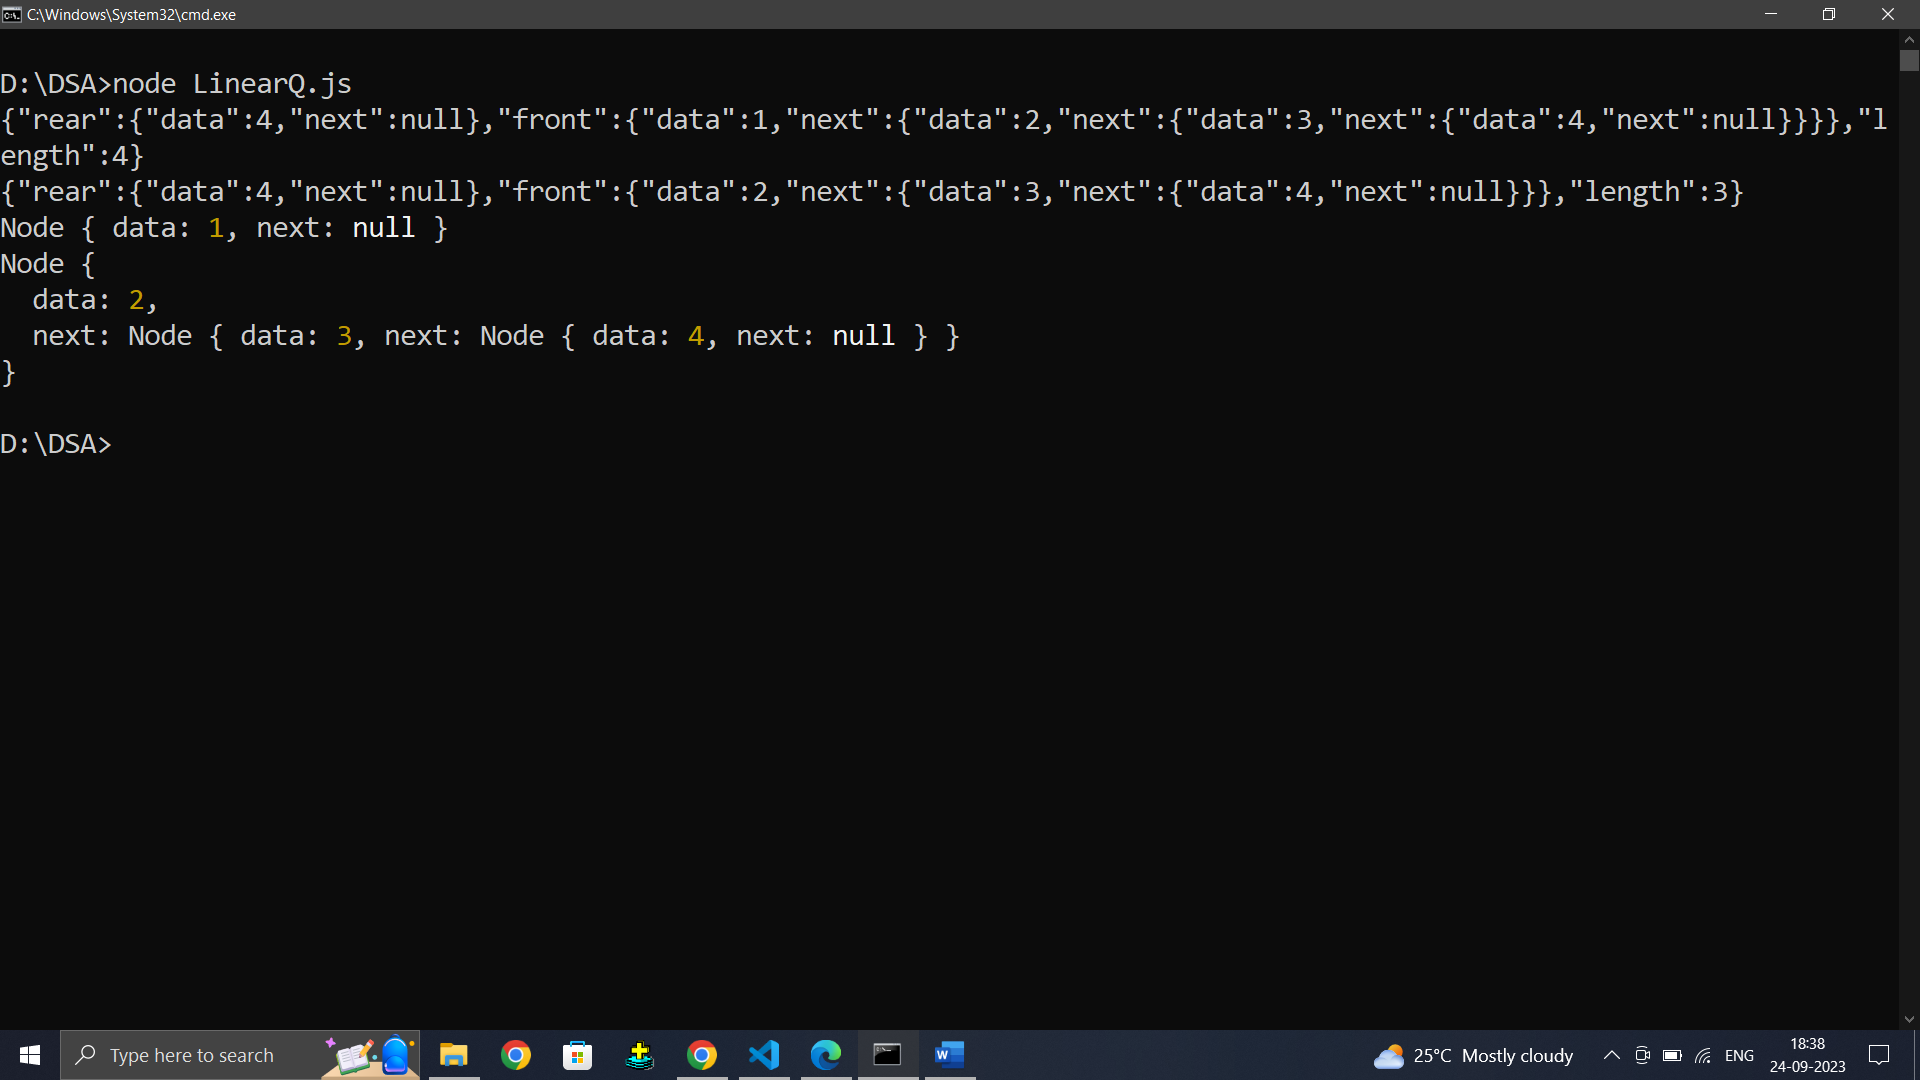 C:\Windows\System32\cmd.exe
D:\DSA>node LinearQ.js
{"rear":{"data":4,"next":null},"front":{"data":1,"next":{"data":2,"next":{"data":3,"next":{"data":4,"next":null}}}},"l
ength":4}
{"rear":{"data":4,"next":null},"front":{"data":2,"next":{"data":3,"next":{"data":4,"next":null}}},"length":3}
Node { data: 1, next: null }
Node {
  data: 2,
  next: Node { data: 3, next: Node { data: 4, next: null } }
}
D:\DSA>
Type here to search
25°C Mostly cloudy
ENG
18:38
24-09-2023